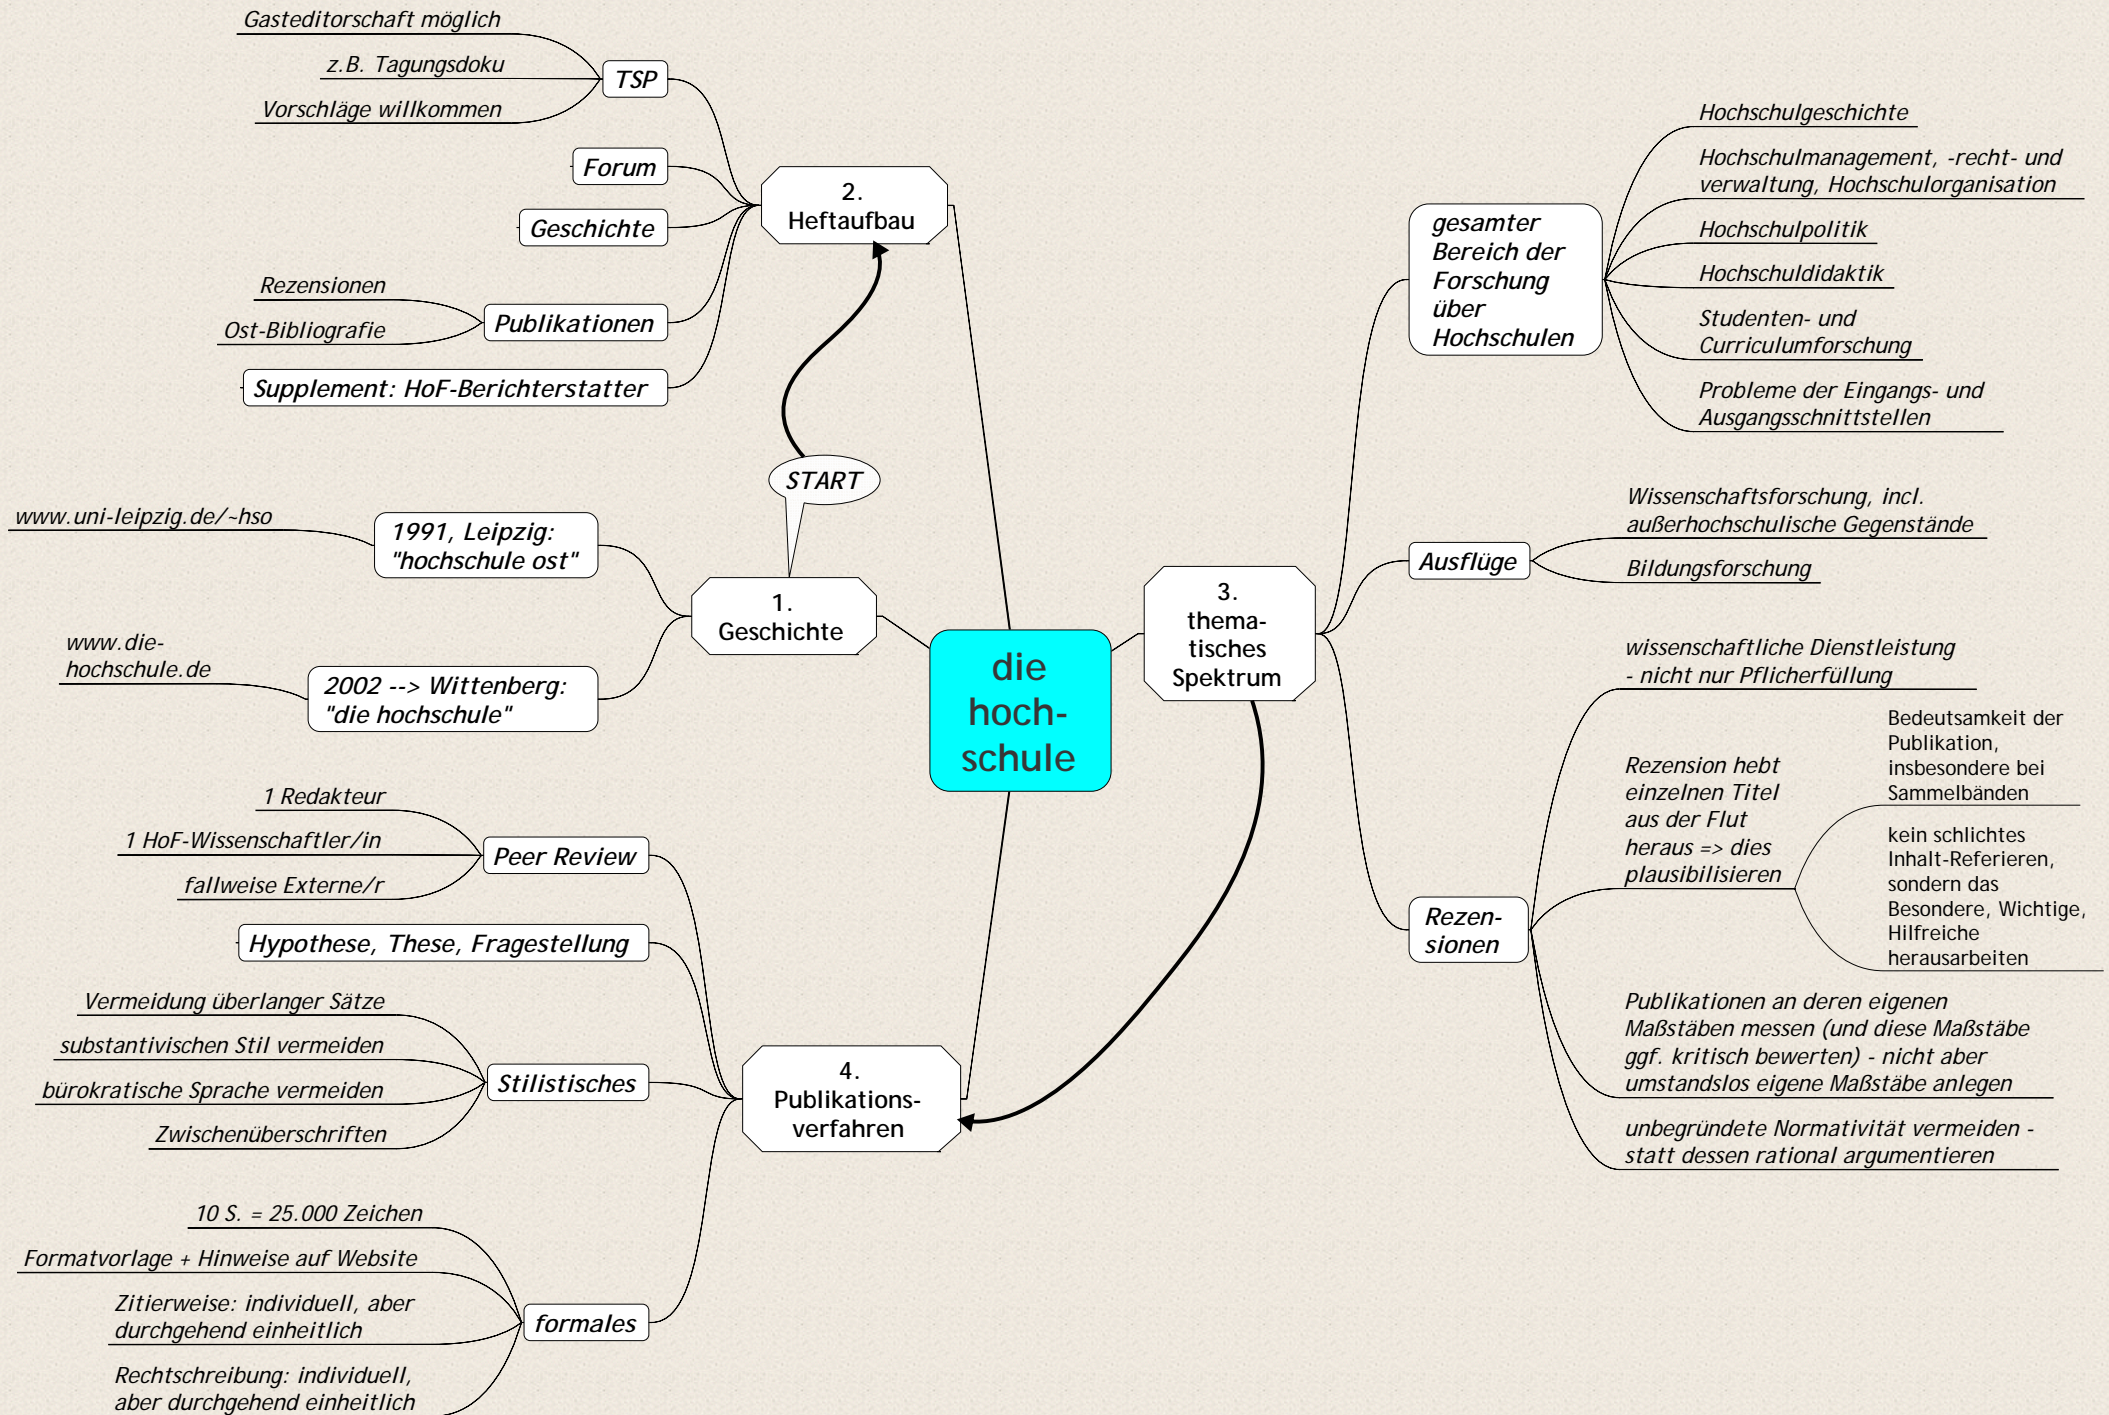 die
hoch-
schule
START
1.
Geschichte
1991, Leipzig:
"hochschule ost"
www.uni-leipzig.de/~hso
2002 --> Wittenberg:
"die hochschule"
www.die-
hochschule.de
2.
Heftaufbau
TSP
Gasteditorschaft möglich
z.B. Tagungsdoku
Vorschläge willkommen
Forum
Geschichte
Publikationen
Rezensionen
Ost-Bibliografie
Supplement: HoF-Berichterstatter
3.
thema-
tisches
Spektrum
gesamter
Bereich der
Forschung
über
Hochschulen
Hochschulgeschichte
Hochschulmanagement, -recht- und
verwaltung, Hochschulorganisation
Hochschulpolitik
Hochschuldidaktik
Studenten- und
Curriculumforschung
Probleme der Eingangs- und
Ausgangsschnittstellen
Ausflüge
Wissenschaftsforschung, incl.
außerhochschulische Gegenstände
Bildungsforschung
Rezen-
sionen
wissenschaftliche Dienstleistung
- nicht nur Pflicherfüllung
Rezension hebt
einzelnen Titel
aus der Flut
heraus => dies
plausibilisieren
Bedeutsamkeit der
Publikation,
insbesondere bei
Sammelbänden
kein schlichtes
Inhalt-Referieren,
sondern das
Besondere, Wichtige,
Hilfreiche
herausarbeiten
Publikationen an deren eigenen
Maßstäben messen (und diese Maßstäbe
ggf. kritisch bewerten) - nicht aber
umstandslos eigene Maßstäbe anlegen
unbegründete Normativität vermeiden -
statt dessen rational argumentieren
4.
Publikations-
verfahren
Peer Review
1 Redakteur
1 HoF-Wissenschaftler/in
fallweise Externe/r
Hypothese, These, Fragestellung
Stilistisches
Vermeidung überlanger Sätze
substantivischen Stil vermeiden
bürokratische Sprache vermeiden
Zwischenüberschriften
formales
10 S. = 25.000 Zeichen
Formatvorlage + Hinweise auf Website
Zitierweise: individuell, aber
durchgehend einheitlich
Rechtschreibung: individuell,
aber durchgehend einheitlich